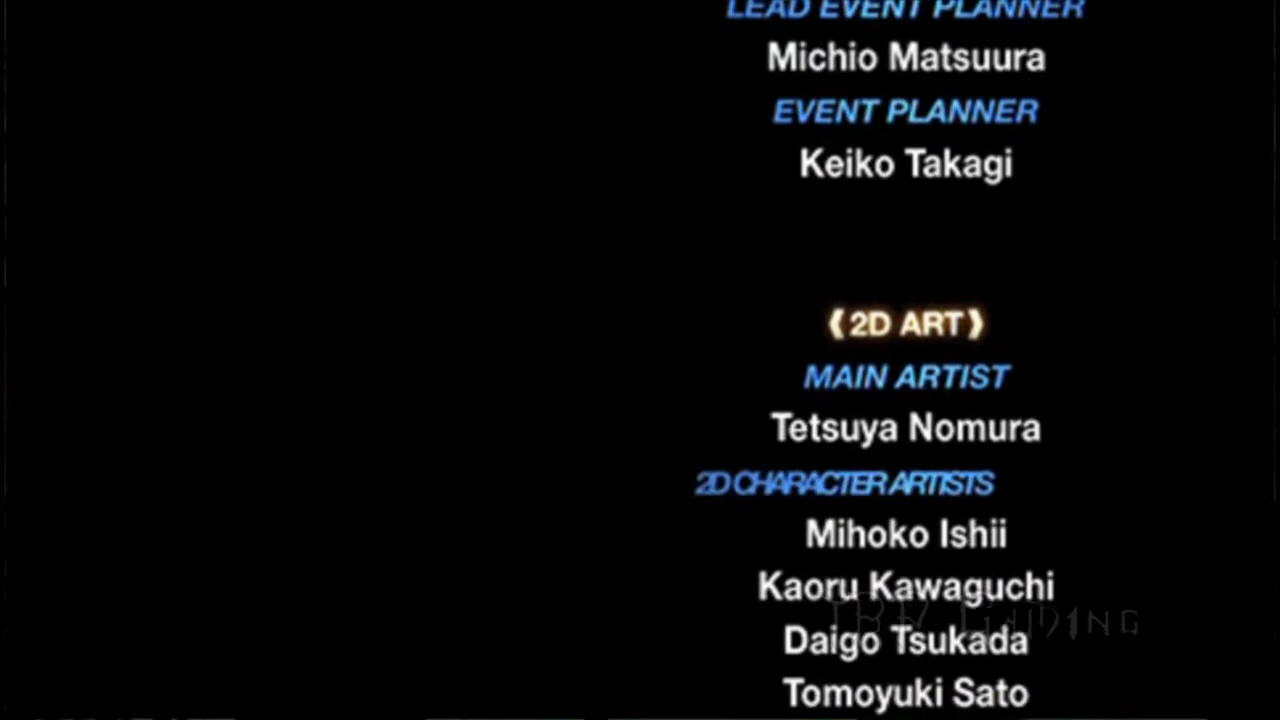 LEAD EVENT PLANNER
Michio Matsuura
EVENT PLANNER
Keiko Takagi
❰2D ART❱
MAIN ARTIST
Tetsuya Nomura
2D CHARACTER ARTISTS
Mihoko Ishii
Kaoru Kawaguchi
Daigo Tsukada
Tomoyuki Sato